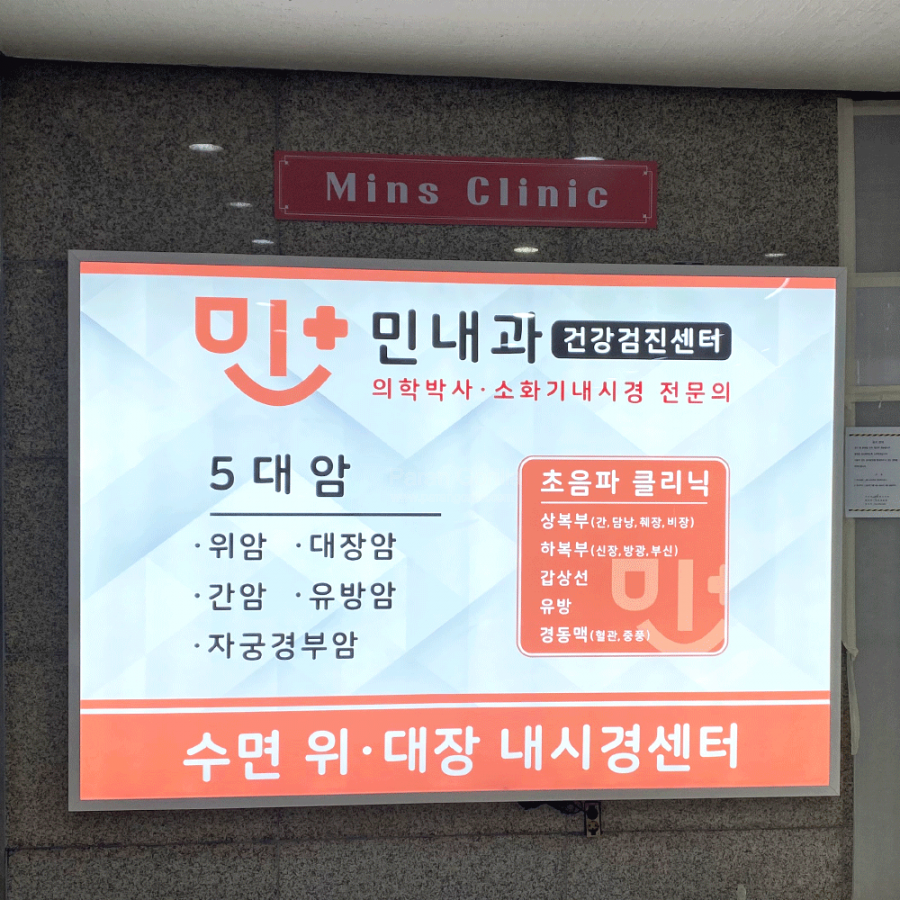 Mins Clinic
민+ 민내과 건강검진센터
의학박사·소화기내시경 전문의
5대암
·위암 ·대장암
·간암 ·유방암
·자궁경부암
초음파 클리닉
상복부(간, 담낭, 췌장, 비장)
하복부(신장, 방광, 부신)
갑상선
유방
경동맥(혈관, 중풍)
수면 위·대장 내시경센터